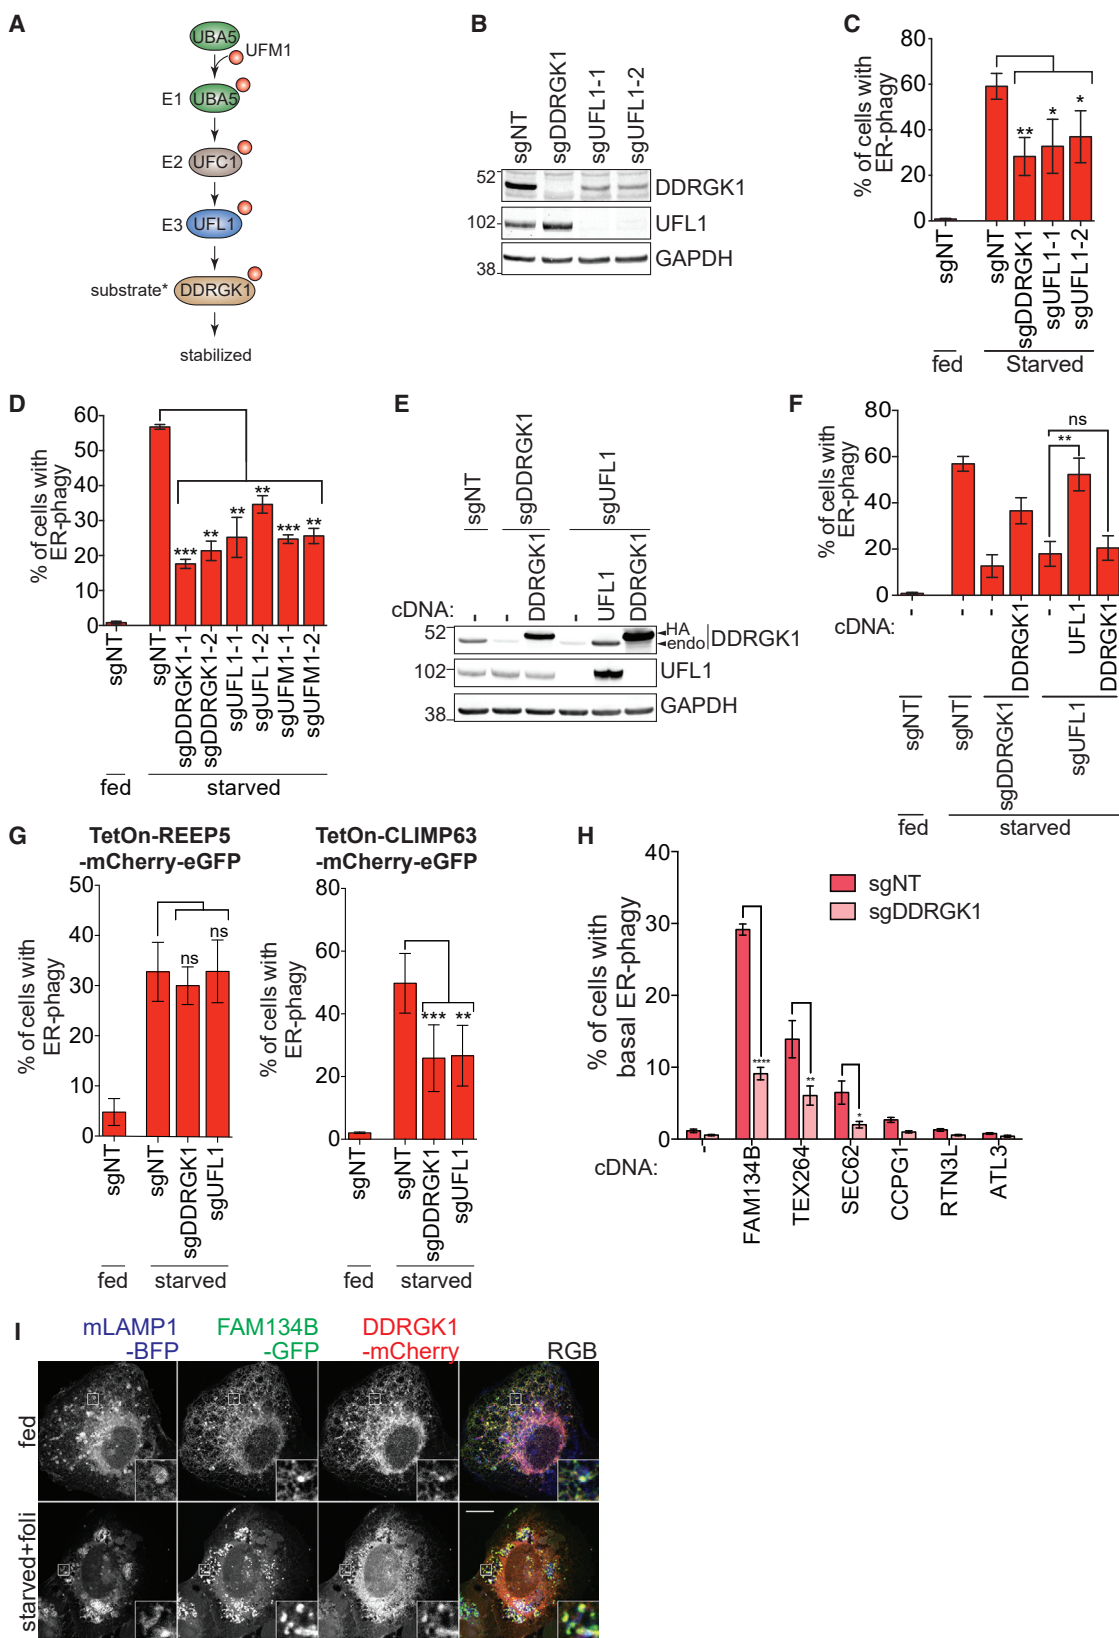 A
UBA5
UFM1
E1
UBA5
E2
UFC1
E3
UFL1
substrate*
DDRGK1
stabilized
B
sgNT
sgDDRGK1
sgUFL1-1
sgUFL1-2
52
DDRGK1
102
UFL1
GAPDH
38
C
% of cells with
ER-phagy
80
60
40
20
0
**
*
*
sgNT
sgNT
sgDDRGK1
sgUFL1-1
sgUFL1-2
fed
Starved
D
% of cells with
ER-phagy
60
50
40
30
20
10
0
***
**
**
**
***
**
sgNT
sgNT
sgDDRGK1-1
sgDDRGK1-2
sgUFL1-1
sgUFL1-2
sgUFM1-1
sgUFM1-2
fed
starved
E
sgNT
sgDDRGK1
sgUFL1
cDNA:
-
-
DDRGK1
-
UFL1
DDRGK1
52
HA
endo
DDRGK1
102
UFL1
GAPDH
38
F
% of cells with
ER-phagy
80
60
40
20
0
ns
**
cDNA:
-
-
-
DDRGK1
-
UFL1
DDRGK1
sgNT
sgNT
sgDDRGK1
sgUFL1
fed
starved
G
TetOn-REEP5
-mCherry-eGFP
% of cells with
ER-phagy
50
40
30
20
10
0
ns
ns
sgNT
sgNT
sgDDRGK1
sgUFL1
fed
starved
TetOn-CLIMP63
-mCherry-eGFP
% of cells with
ER-phagy
80
60
40
20
0
***
**
sgNT
sgNT
sgDDRGK1
sgUFL1
fed
starved
H
% of cells with
basal ER-phagy
40
30
20
10
0
sgNT
sgDDRGK1
****
**
*
cDNA:
-
FAM134B
TEX264
SEC62
CCPG1
RTN3L
ATL3
I
mLAMP1
-BFP
FAM134B
-GFP
DDRGK1
-mCherry
RGB
fed
starved+foli